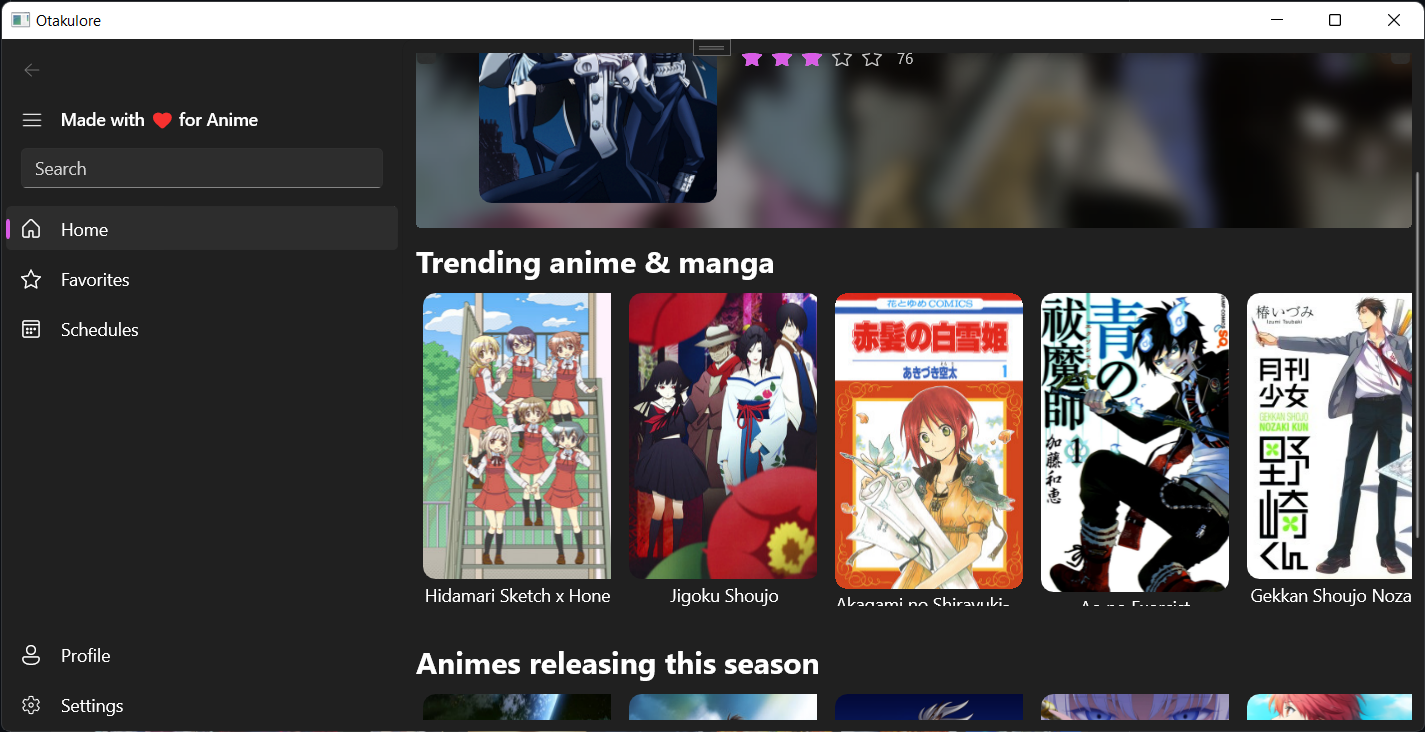 Otakulore
Made with ❤ for Anime
Search
Home
Favorites
Schedules
Profile
Settings
76
Trending anime & manga
花とゆめCOMICS
赤髪の白雪姫
あきづき空太
1
青の
祓魔師
加藤和恵
1
SQ.
椿いづみ
Izumi Tsubaki
月刊
少女
GEKKAN SHOJO
NOZAKI KUN
野崎くん
Hidamari Sketch x Hone
Jigoku Shoujo
Akagami no Shirayuki-
Ao no Exorcist
Gekkan Shoujo Noza
Animes releasing this season